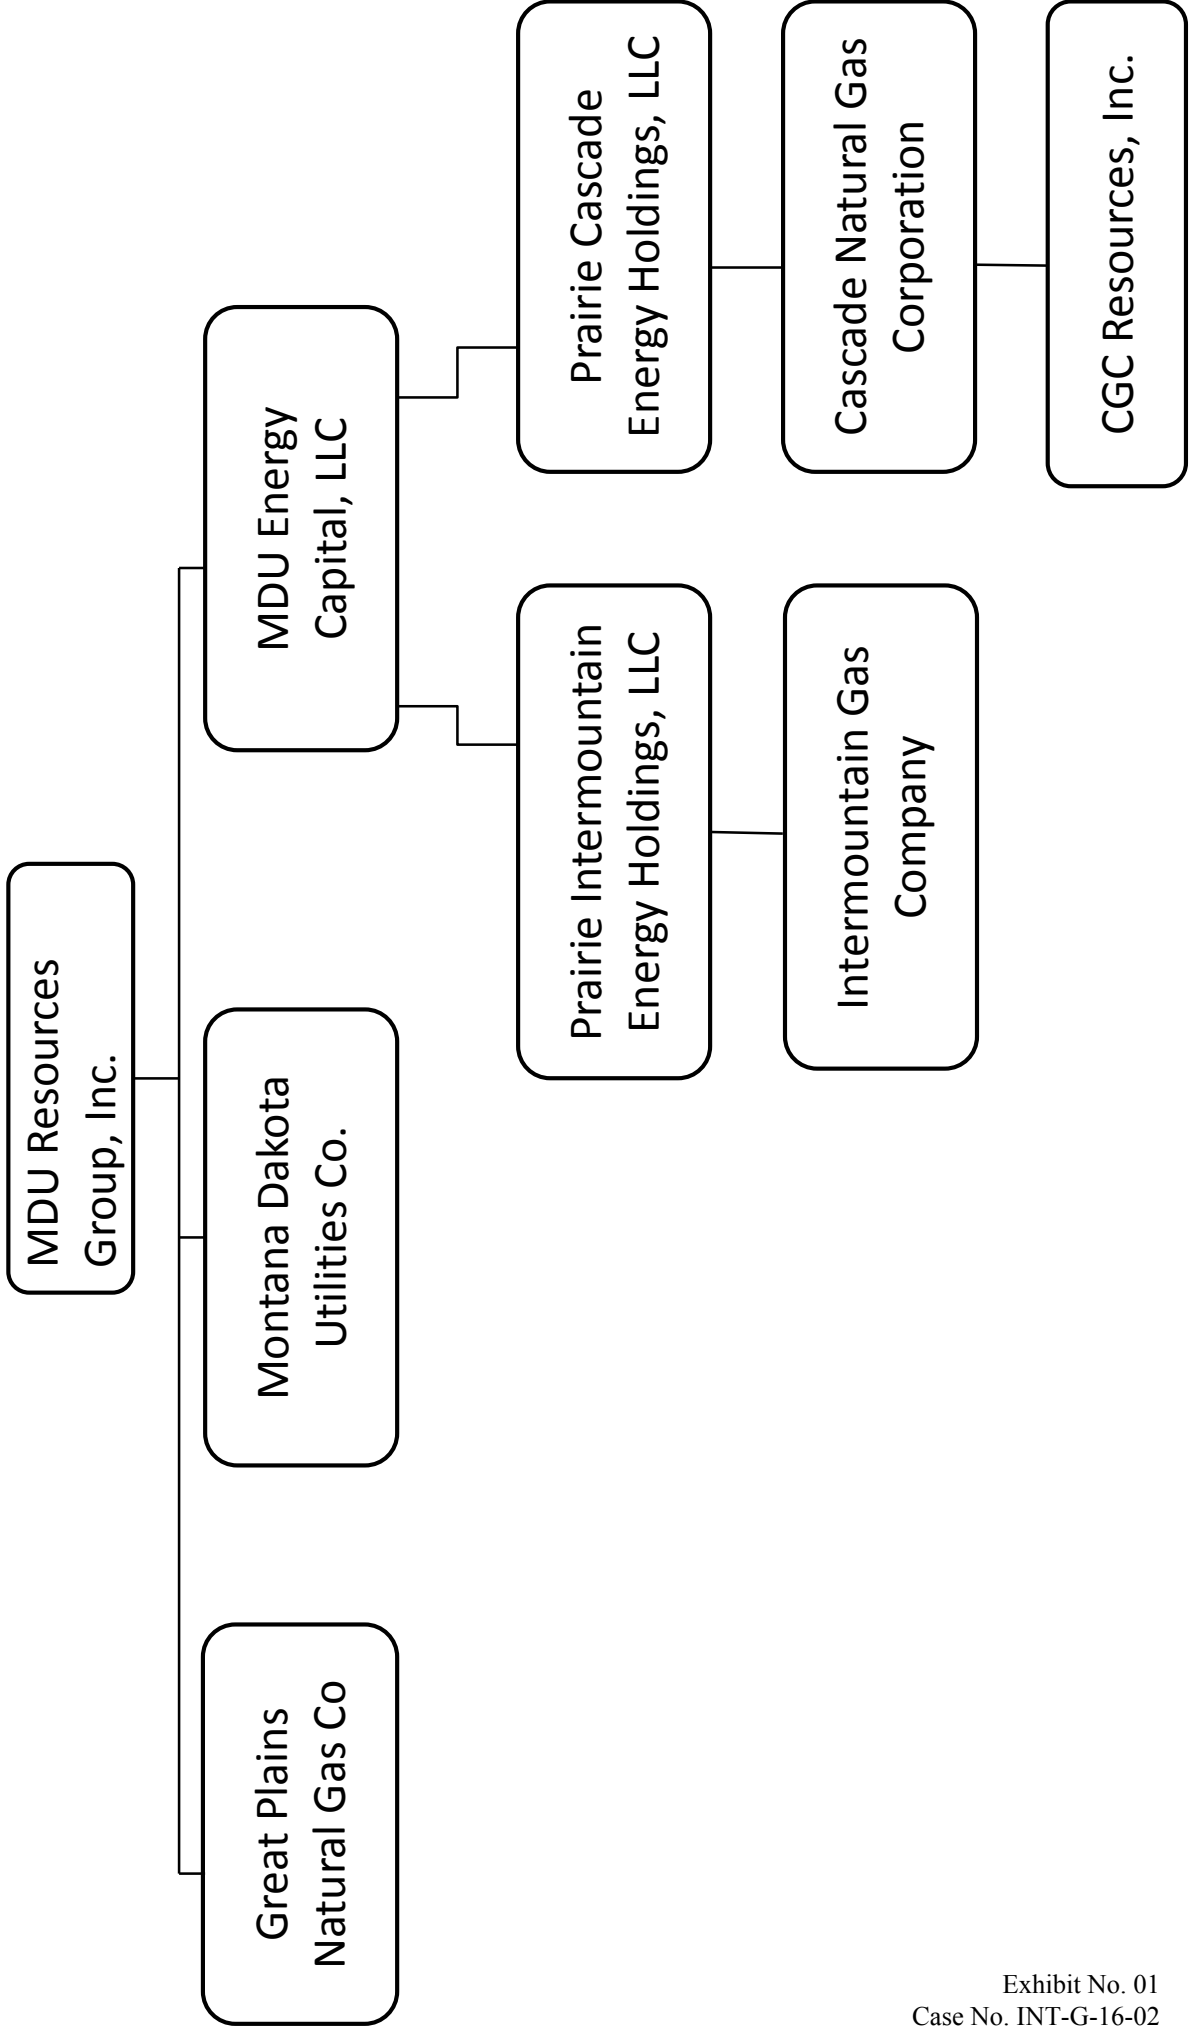 MDU Resources
Group, Inc.
Great Plains
Natural Gas Co
Montana Dakota
Utilities Co.
MDU Energy
Capital, LLC
Prairie Intermountain
Energy Holdings, LLC
Prairie Cascade
Energy Holdings, LLC
Intermountain Gas
Company
Cascade Natural Gas
Corporation
CGC Resources, Inc.
Exhibit No. 01
Case No. INT-G-16-02